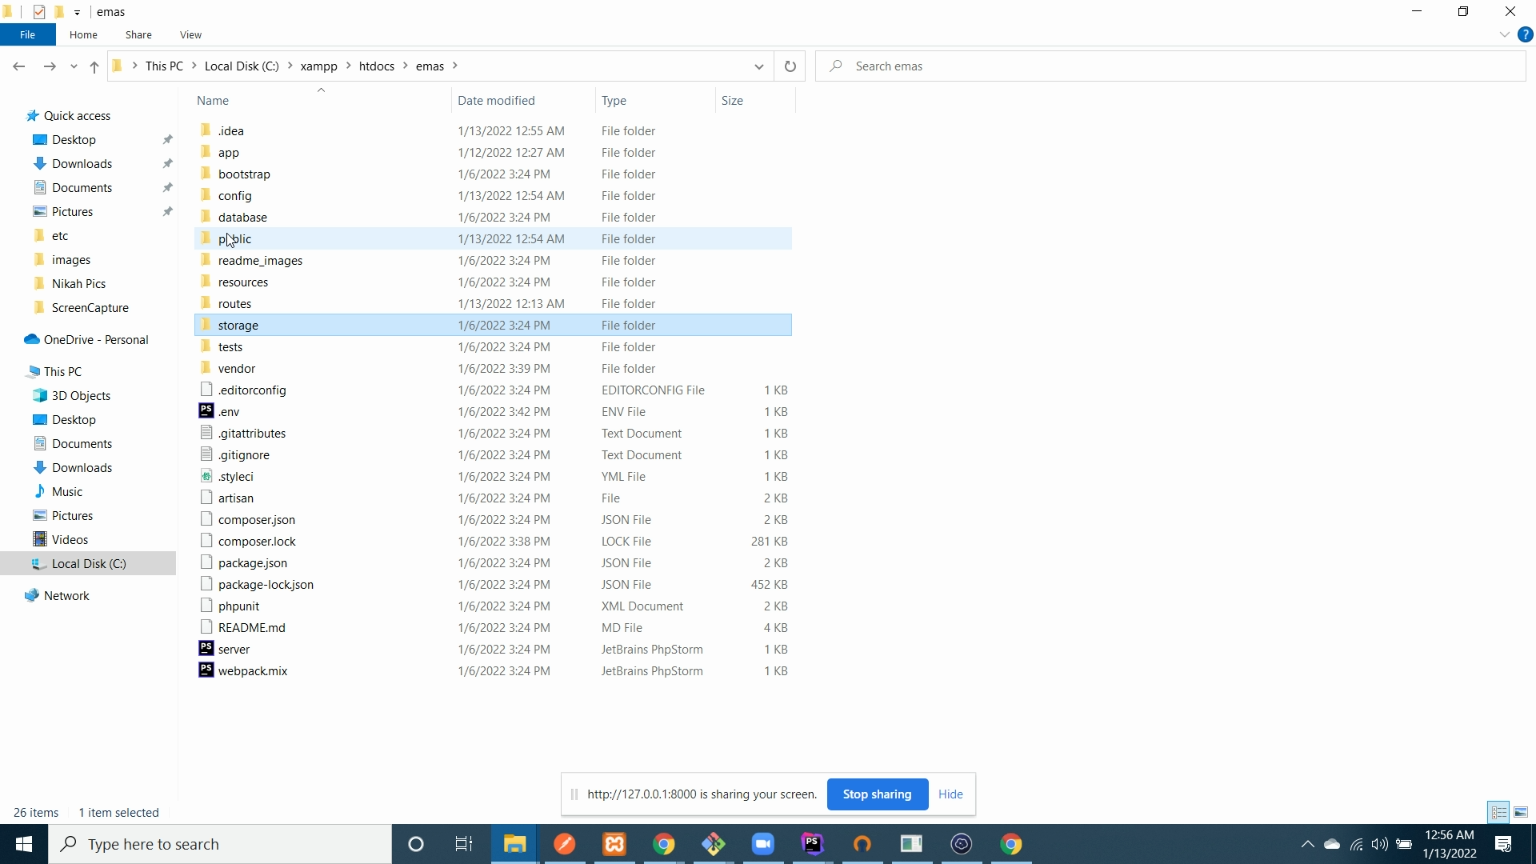 emas
File Home Share View
This PC Local Disk (C:) xampp htdocs emas Search emas
Name Date modified Type Size
Quick access
Desktop
Downloads
Documents
Pictures
etc
images
Nikah Pics
ScreenCapture
OneDrive - Personal
This PC
3D Objects
Desktop
Documents
Downloads
Music
Pictures
Videos
Local Disk (C:)
Network
.idea 1/13/2022 12:55 AM File folder
app 1/12/2022 12:27 AM File folder
bootstrap 1/6/2022 3:24 PM File folder
config 1/13/2022 12:54 AM File folder
database 1/6/2022 3:24 PM File folder
public 1/13/2022 12:54 AM File folder
readme_images 1/6/2022 3:24 PM File folder
resources 1/6/2022 3:24 PM File folder
routes 1/13/2022 12:13 AM File folder
storage 1/6/2022 3:24 PM File folder
tests 1/6/2022 3:24 PM File folder
vendor 1/6/2022 3:39 PM File folder
.editorconfig 1/6/2022 3:24 PM EDITORCONFIG File 1 KB
.env 1/6/2022 3:42 PM ENV File 1 KB
.gitattributes 1/6/2022 3:24 PM Text Document 1 KB
.gitignore 1/6/2022 3:24 PM Text Document 1 KB
.styleci 1/6/2022 3:24 PM YML File 1 KB
artisan 1/6/2022 3:24 PM File 2 KB
composer.json 1/6/2022 3:24 PM JSON File 2 KB
composer.lock 1/6/2022 3:38 PM LOCK File 281 KB
package.json 1/6/2022 3:24 PM JSON File 2 KB
package-lock.json 1/6/2022 3:24 PM JSON File 452 KB
phpunit 1/6/2022 3:24 PM XML Document 2 KB
README.md 1/6/2022 3:24 PM MD File 4 KB
server 1/6/2022 3:24 PM JetBrains PhpStorm 1 KB
webpack.mix 1/6/2022 3:24 PM JetBrains PhpStorm 1 KB
http://127.0.0.1:8000 is sharing your screen. Stop sharing Hide
26 items 1 item selected
Type here to search
12:56 AM
1/13/2022